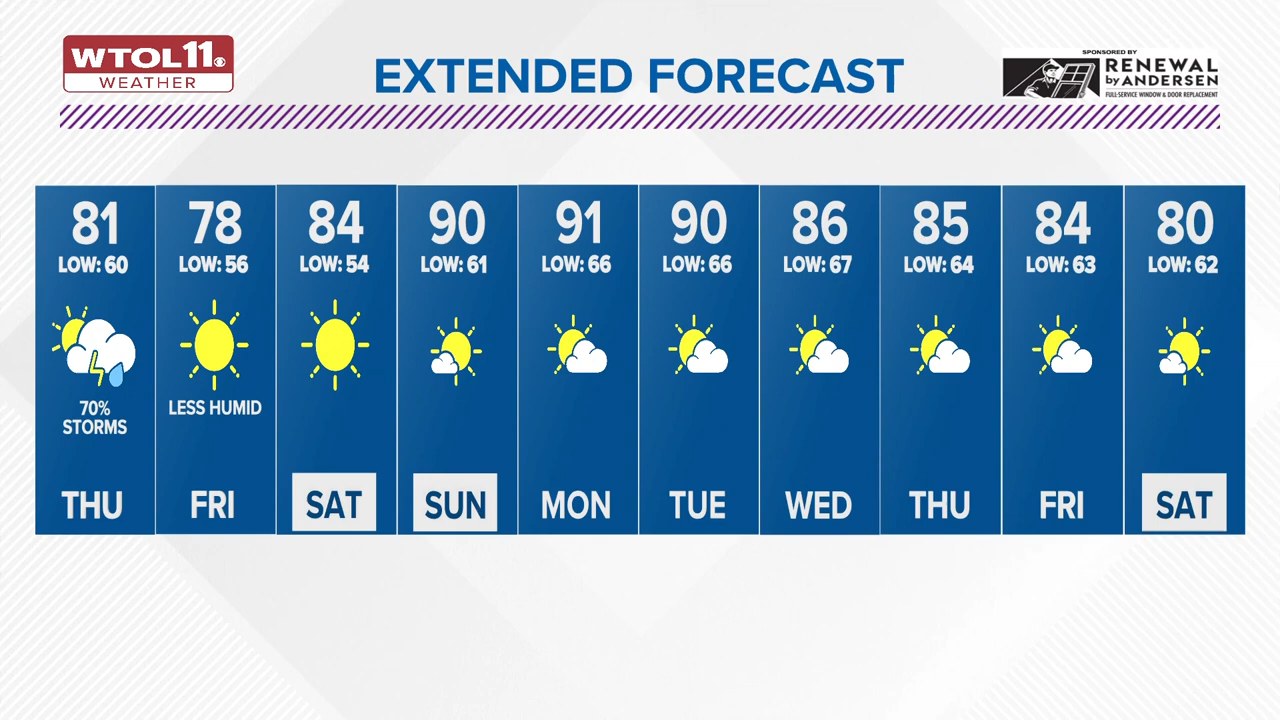 WTOL 11
WEATHER
EXTENDED FORECAST
SPONSORED BY
RENEWAL
by ANDERSEN
FULL-SERVICE WINDOW & DOOR REPLACEMENT
81
LOW: 60
70%
STORMS
THU
78
LOW: 56
LESS HUMID
FRI
84
LOW: 54
SAT
90
LOW: 61
SUN
91
LOW: 66
MON
90
LOW: 66
TUE
86
LOW: 67
WED
85
LOW: 64
THU
84
LOW: 63
FRI
80
LOW: 62
SAT